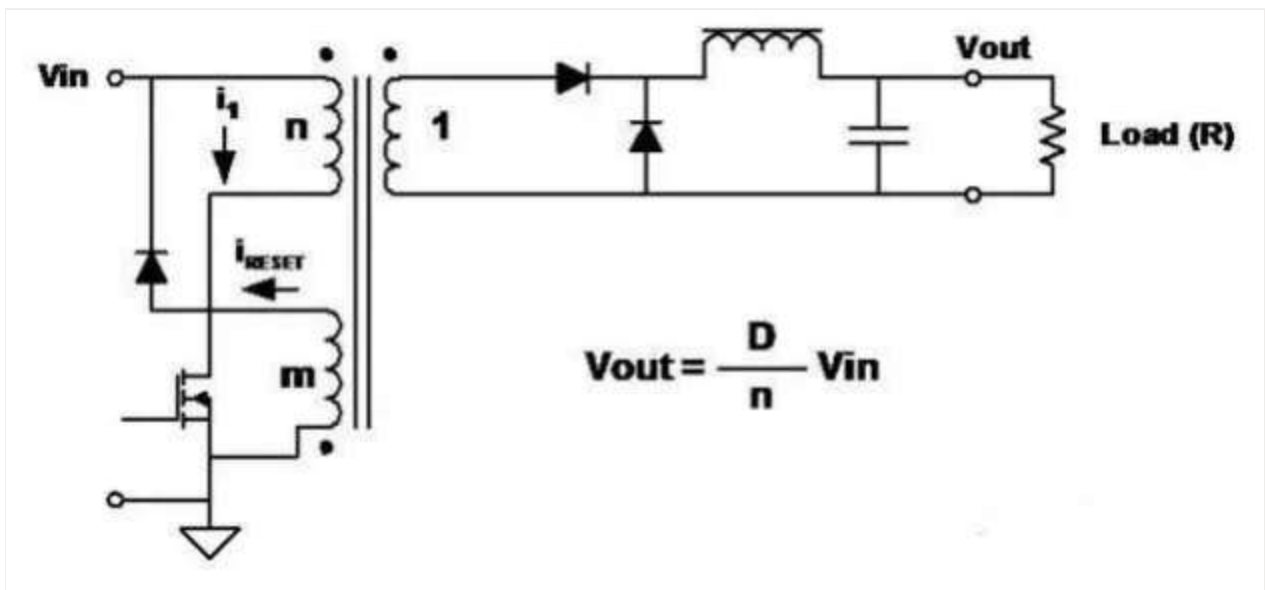 Vin
i1
n
1
Vout
Load (R)
iRESET
m
Vout = D/n Vin